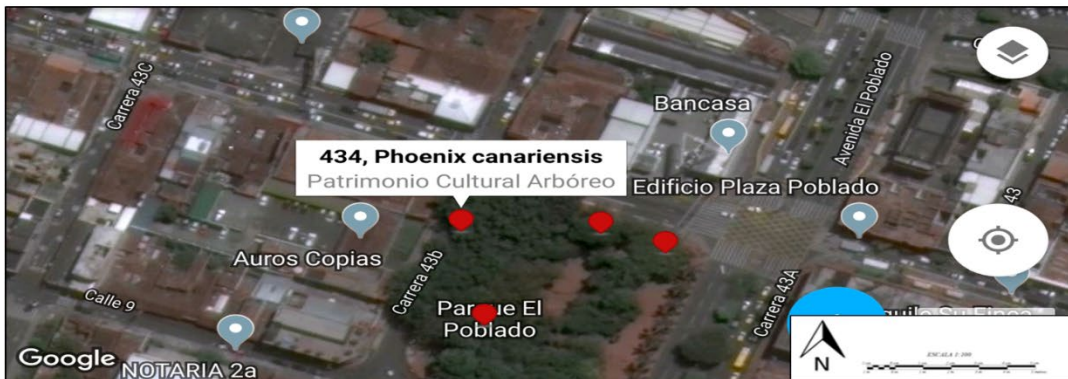 Carrera 43C
Bancasa
Avenida El Poblado
434, Phoenix canariensis
Patrimonio Cultural Arbóreo
Edificio Plaza Poblado
43
Auros Copias
Carrera 43b
Calle 9
Parque El
Poblado
Carrera 43A
Google
NOTARIA 2a
N
ESCALA 1:200